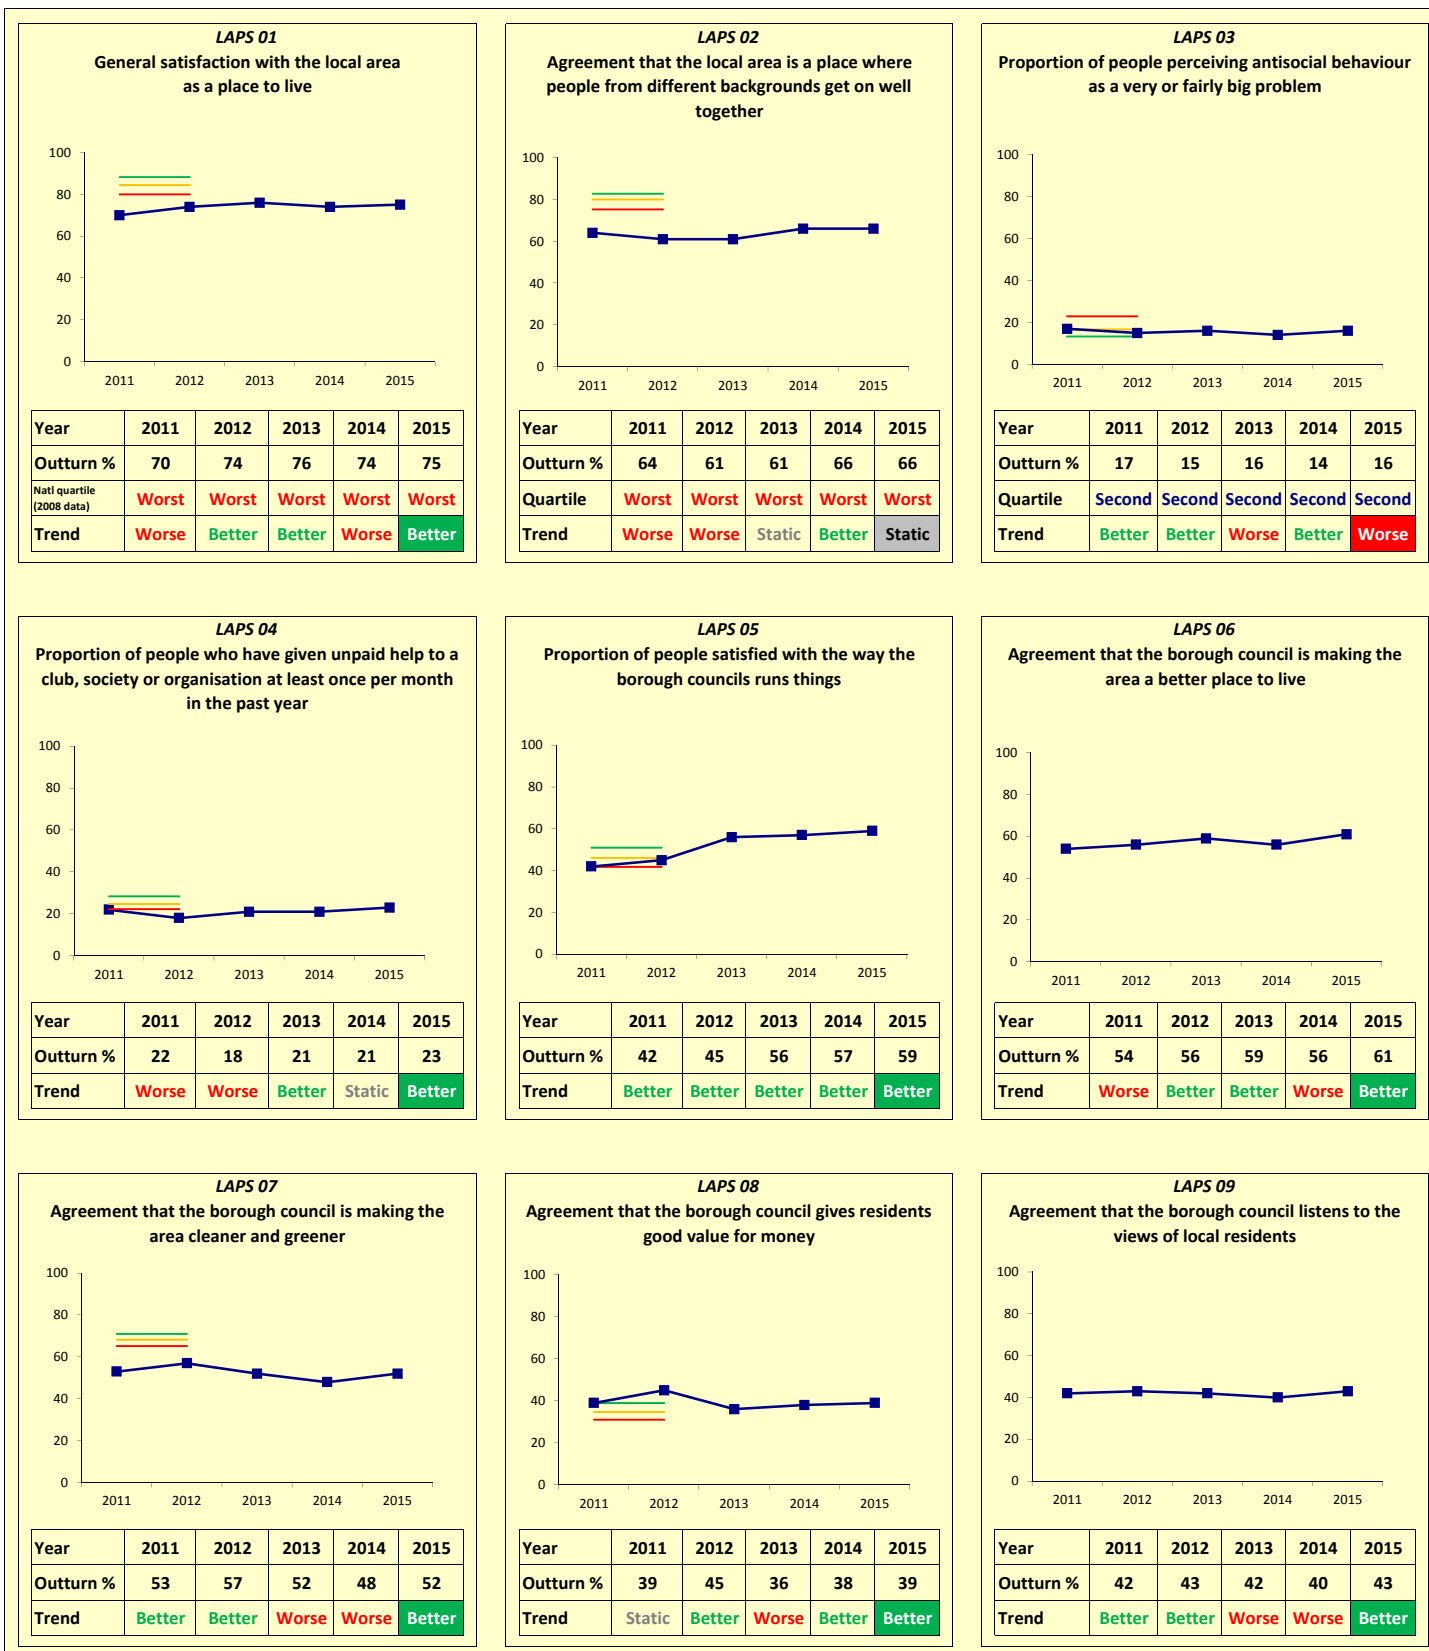 LAPS 01
General satisfaction with the local area
as a place to live
100
80
60
40
20
0
2011 2012 2013 2014 2015
Year 2011 2012 2013 2014 2015
Outturn % 70 74 76 74 75
Natl quartile
(2008 data) Worst Worst Worst Worst Worst
Trend Worse Better Better Worse Better
LAPS 02
Agreement that the local area is a place where
people from different backgrounds get on well
together
100
80
60
40
20
0
2011 2012 2013 2014 2015
Year 2011 2012 2013 2014 2015
Outturn % 64 61 61 66 66
Quartile Worst Worst Worst Worst Worst
Trend Worse Worse Static Better Static
LAPS 03
Proportion of people perceiving antisocial behaviour
as a very or fairly big problem
100
80
60
40
20
0
2011 2012 2013 2014 2015
Year 2011 2012 2013 2014 2015
Outturn % 17 15 16 14 16
Quartile Second Second Second Second Second
Trend Better Better Worse Better Worse
LAPS 04
Proportion of people who have given unpaid help to a
club, society or organisation at least once per month
in the past year
100
80
60
40
20
0
2011 2012 2013 2014 2015
Year 2011 2012 2013 2014 2015
Outturn % 22 18 21 21 23
Trend Worse Worse Better Static Better
LAPS 05
Proportion of people satisfied with the way the
borough councils runs things
100
80
60
40
20
0
2011 2012 2013 2014 2015
Year 2011 2012 2013 2014 2015
Outturn % 42 45 56 57 59
Trend Better Better Better Better Better
LAPS 06
Agreement that the borough council is making the
area a better place to live
100
80
60
40
20
0
2011 2012 2013 2014 2015
Year 2011 2012 2013 2014 2015
Outturn % 54 56 59 56 61
Trend Worse Better Better Worse Better
LAPS 07
Agreement that the borough council is making the
area cleaner and greener
100
80
60
40
20
0
2011 2012 2013 2014 2015
Year 2011 2012 2013 2014 2015
Outturn % 53 57 52 48 52
Trend Better Better Worse Worse Better
LAPS 08
Agreement that the borough council gives residents
good value for money
100
80
60
40
20
0
2011 2012 2013 2014 2015
Year 2011 2012 2013 2014 2015
Outturn % 39 45 36 38 39
Trend Static Better Worse Better Better
LAPS 09
Agreement that the borough council listens to the
views of local residents
100
80
60
40
20
0
2011 2012 2013 2014 2015
Year 2011 2012 2013 2014 2015
Outturn % 42 43 42 40 43
Trend Better Better Worse Worse Better